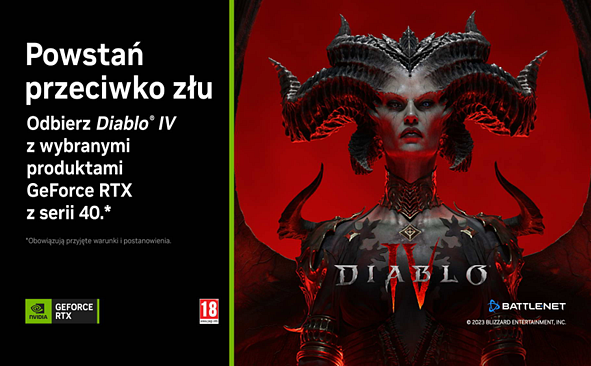 Powstań
przeciwko złu
Odbierz Diablo® IV
z wybranymi
produktami
GeForce RTX
z serii 40.*
*Obowiązują przyjęte warunki i postanowienia.
NVIDIA
GEFORCE
RTX
18
DIABLO
IV
BATTLENET
© 2023 BLIZZARD ENTERTAINMENT, INC.